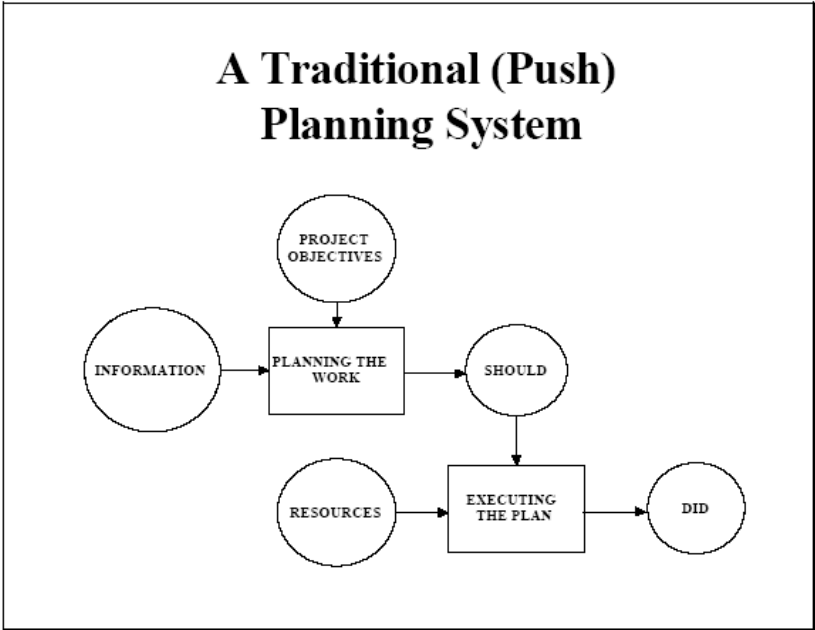 A Traditional (Push)
Planning System
PROJECT
OBJECTIVES
INFORMATION
PLANNING THE
WORK
SHOULD
RESOURCES
EXECUTING
THE PLAN
DID